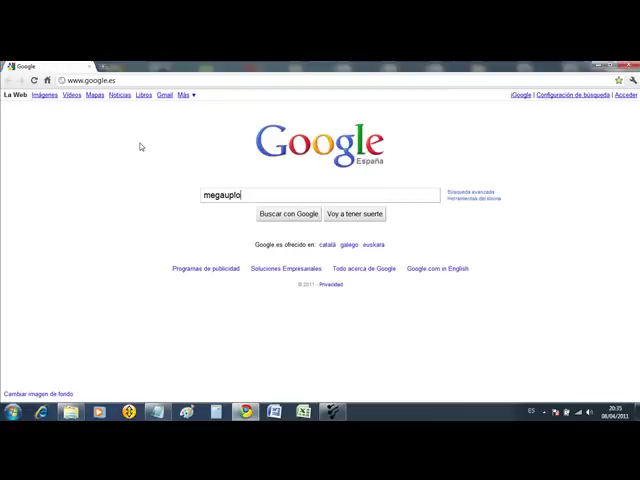 Google
www.google.es
La Web Imágenes Vídeos Mapas Noticias Libros Gmail Más ▼
iGoogle | Configuración de búsqueda | Acceder
Google
España
megauplo
Búsqueda avanzada
Herramientas del idioma
Buscar con Google Voy a tener suerte
Google.es ofrecido en: català galego euskara
Programas de publicidad Soluciones Empresariales Todo acerca de Google Google.com in English
© 2011 - Privacidad
Cambiar imagen de fondo
ES
20:35
08/04/2011